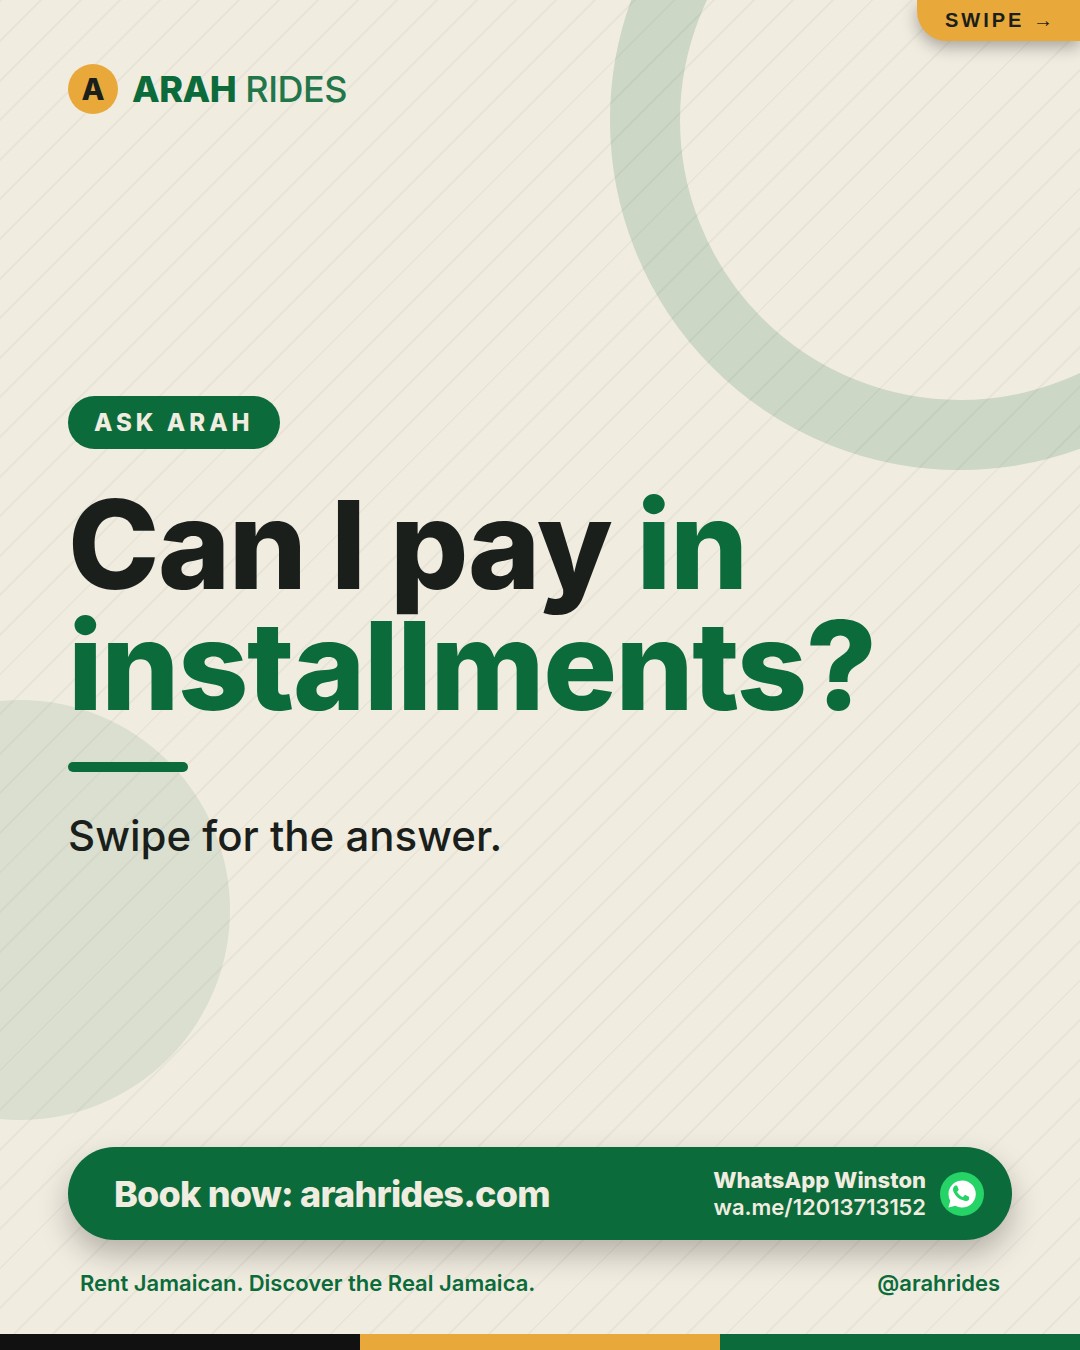 SWIPE →
A ARAH RIDES
ASK ARAH
Can I pay in
installments?
Swipe for the answer.
Book now: arahrides.com
WhatsApp Winston
wa.me/12013713152
Rent Jamaican. Discover the Real Jamaica.
@arahrides